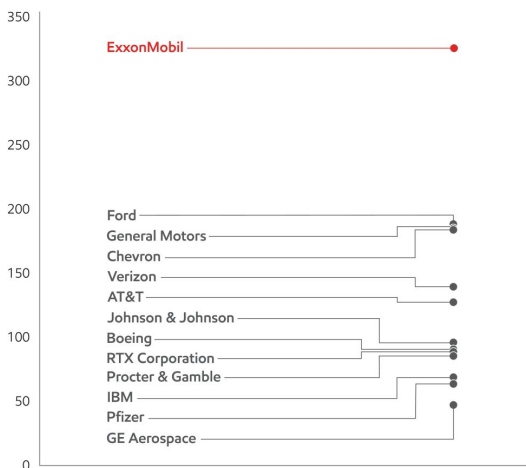 350
ExxonMobil
300
250
200
Ford
General Motors
Chevron
150
Verizon
AT&T
Johnson & Johnson
100
Boeing
RTX Corporation
Procter & Gamble
50
IBM
Pfizer
GE Aerospace
0